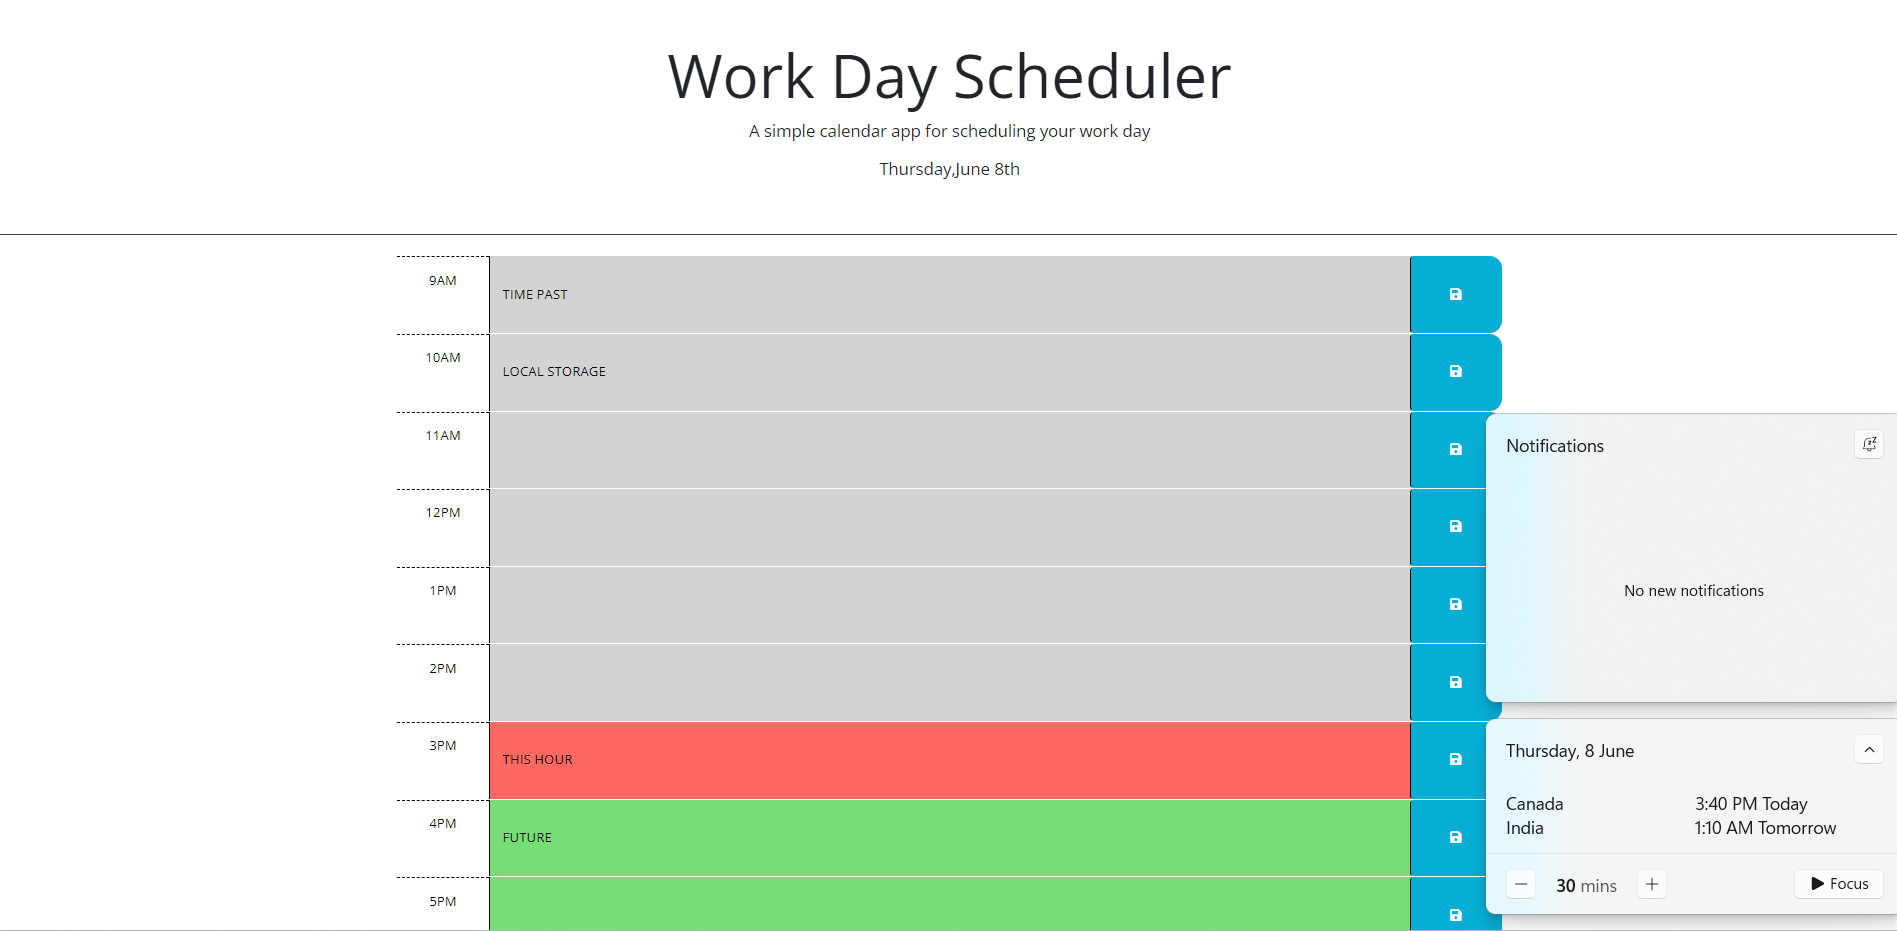 Work Day Scheduler
A simple calendar app for scheduling your work day
Thursday,June 8th
9AM
TIME PAST
10AM
LOCAL STORAGE
11AM
12PM
1PM
2PM
3PM
THIS HOUR
4PM
FUTURE
5PM
Notifications
No new notifications
Thursday, 8 June
Canada 3:40 PM Today
India 1:10 AM Tomorrow
30 mins
Focus